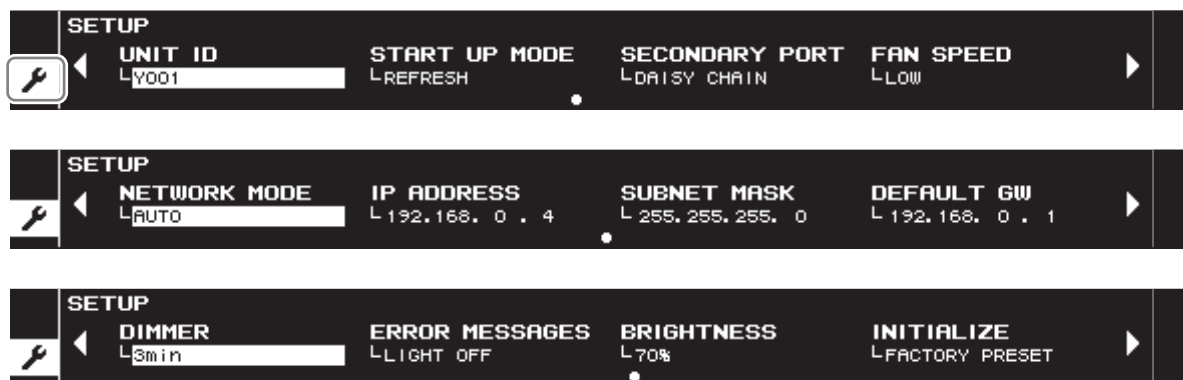 SETUP
UNIT ID START UP MODE SECONDARY PORT FAN SPEED
Y001 REFRESH DAISY CHAIN LOW
SETUP
NETWORK MODE IP ADDRESS SUBNET MASK DEFAULT GW
AUTO 192.168. 0 . 4 255.255.255. 0 192.168. 0 . 1
SETUP
DIMMER ERROR MESSAGES BRIGHTNESS INITIALIZE
3min LIGHT OFF 70% FACTORY PRESET